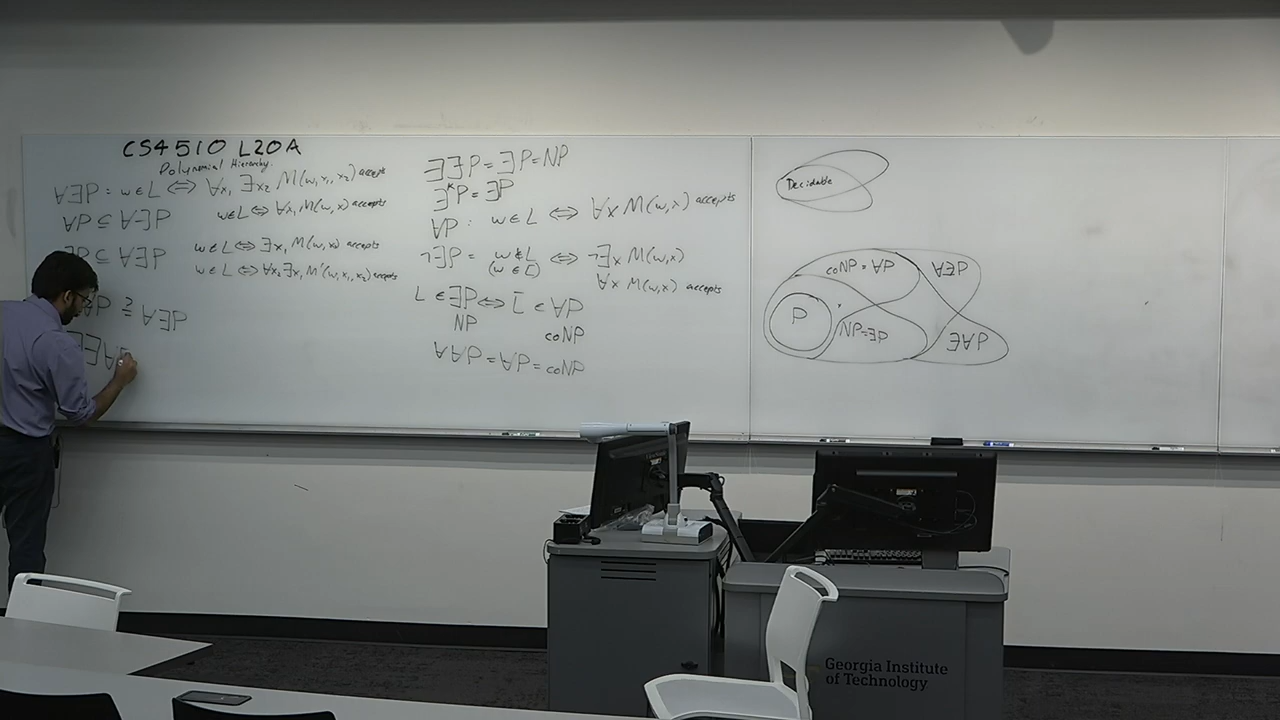 CS4510 L20A
Polynomial Hierarchy
∀∃P : w∈L ⇔ ∀x₁ ∃x₂ M(w,x₁,x₂) accepts
∀P ⊆ ∀∃P w∈L ⇔ ∀x₁ M(w,x) accepts
∃P ⊆ ∀∃P w∈L ⇔ ∃x₁ M(w,x) accepts
w∈L ⇔ ∀x₂ ∃x₁ M'(w,x₁,x₂) accepts
∀P ⊆ ∀∃P
∃∃P = ∃P = NP
∃*P = ∃P
∀P: w∈L ⇔ ∀x M(w,x) accepts
¬∃P = w∉L ⇔ ¬∃x M(w,x)
(w∈L̅) ∀x M(w,x) accepts
L ∈ ∃P ⇔ L̅ ∈ ∀P
NP coNP
∀∀P = ∀P = coNP
Decidable
coNP = ∀P
∀∃P
P
NP=∃P
∃∀P
Georgia Institute
of Technology